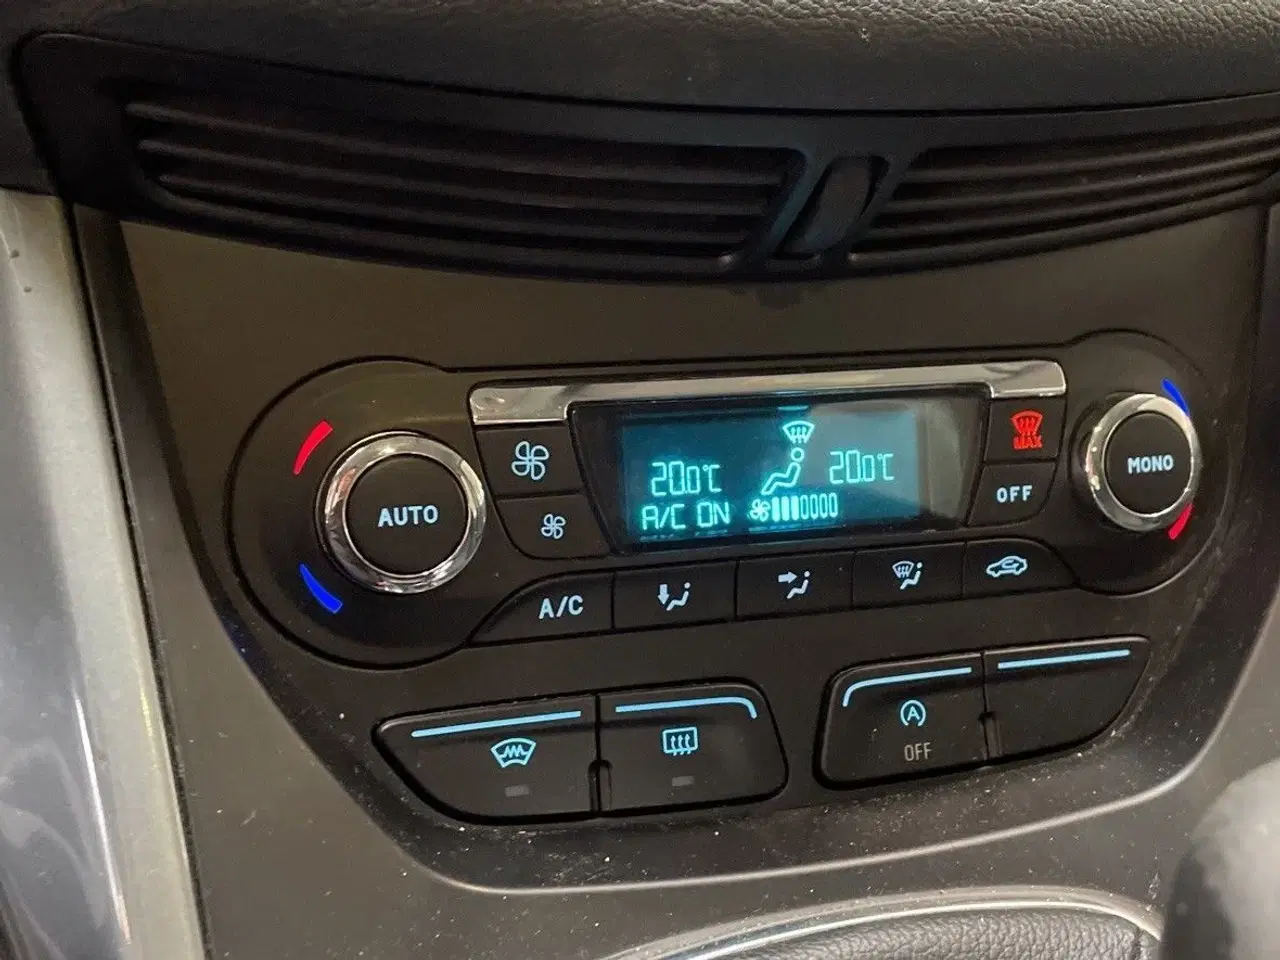 AUTO
20.0°C
20.0°C
A/C ON
MAX
OFF
MONO
A/C
A
OFF